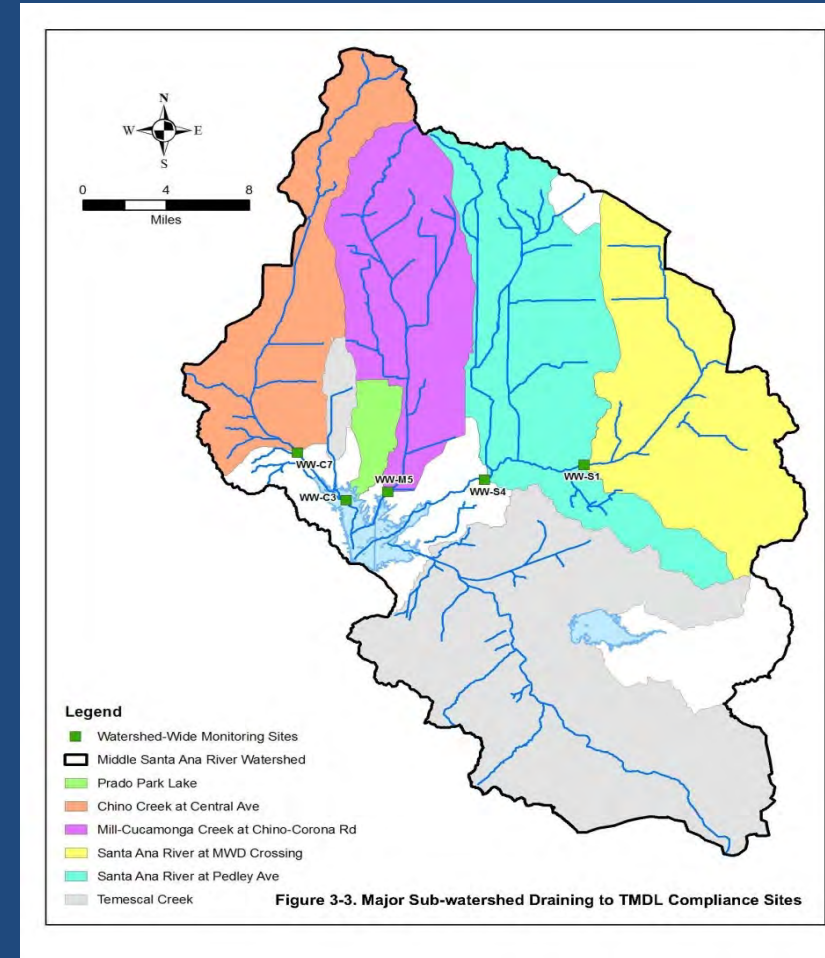 N
W E
S
0 4 8
Miles
WW-C7
WW-C3
WW-M5
WW-S4
WW-S1
Legend
Watershed-Wide Monitoring Sites
Middle Santa Ana River Watershed
Prado Park Lake
Chino Creek at Central Ave
Mill-Cucamonga Creek at Chino-Corona Rd
Santa Ana River at MWD Crossing
Santa Ana River at Pedley Ave
Temescal Creek
Figure 3-3. Major Sub-watershed Draining to TMDL Compliance Sites